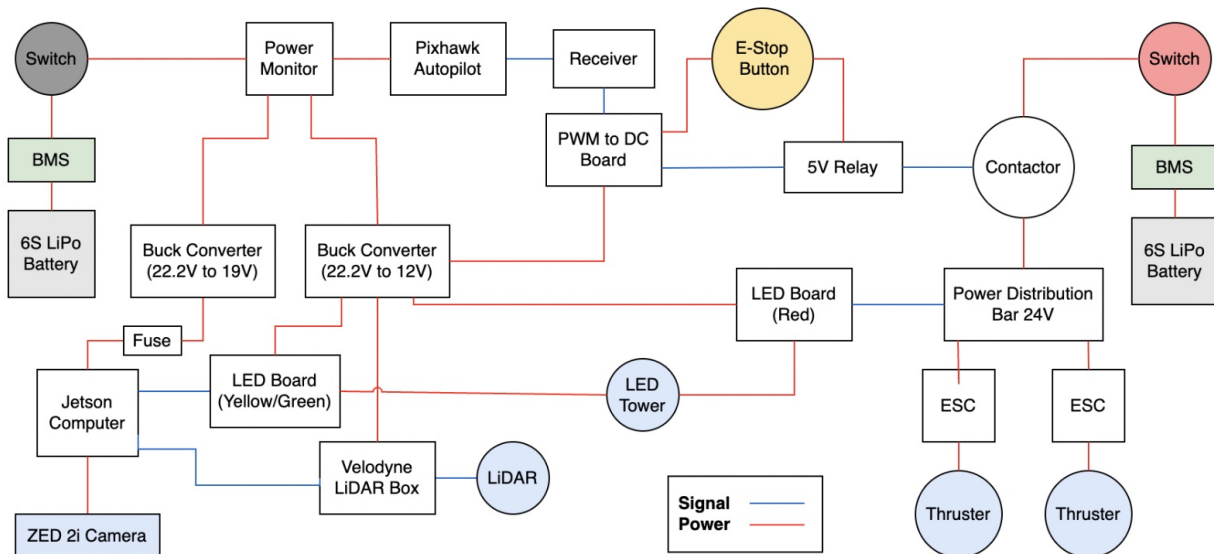 Switch
Power
Monitor
Pixhawk
Autopilot
Receiver
E-Stop
Button
Switch
BMS
PWM to DC
Board
5V Relay
Contactor
BMS
6S LiPo
Battery
Buck Converter
(22.2V to 19V)
Buck Converter
(22.2V to 12V)
6S LiPo
Battery
LED Board
(Red)
Power Distribution
Bar 24V
Fuse
Jetson
Computer
LED Board
(Yellow/Green)
LED
Tower
ESC
ESC
Velodyne
LiDAR Box
LiDAR
Signal
Power
Thruster
Thruster
ZED 2i Camera